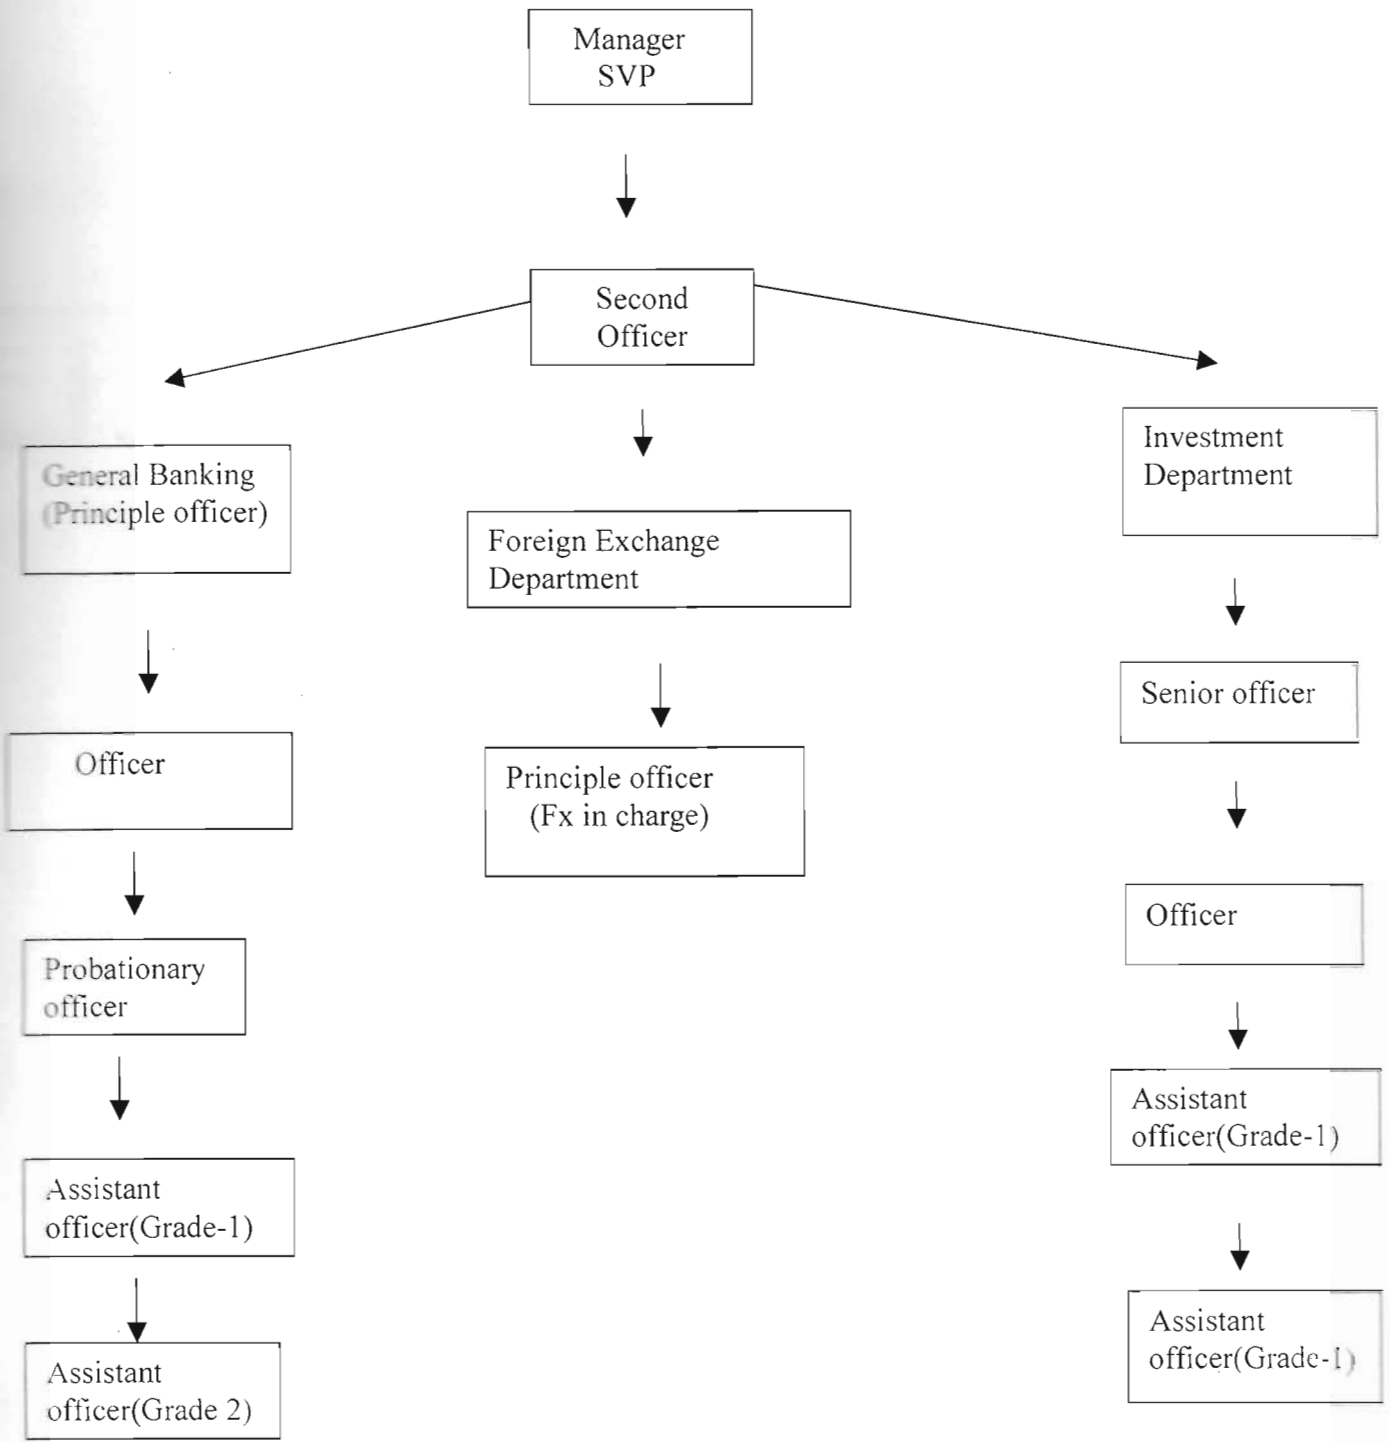 Manager
SVP
Second
Officer
General Banking
(Principle officer)
Foreign Exchange
Department
Investment
Department
Officer
Principle officer
(Fx in charge)
Senior officer
Probationary
officer
Officer
Assistant
officer(Grade-1)
Assistant
officer(Grade 2)
Assistant
officer(Grade-1)
Assistant
officer(Grade-1)